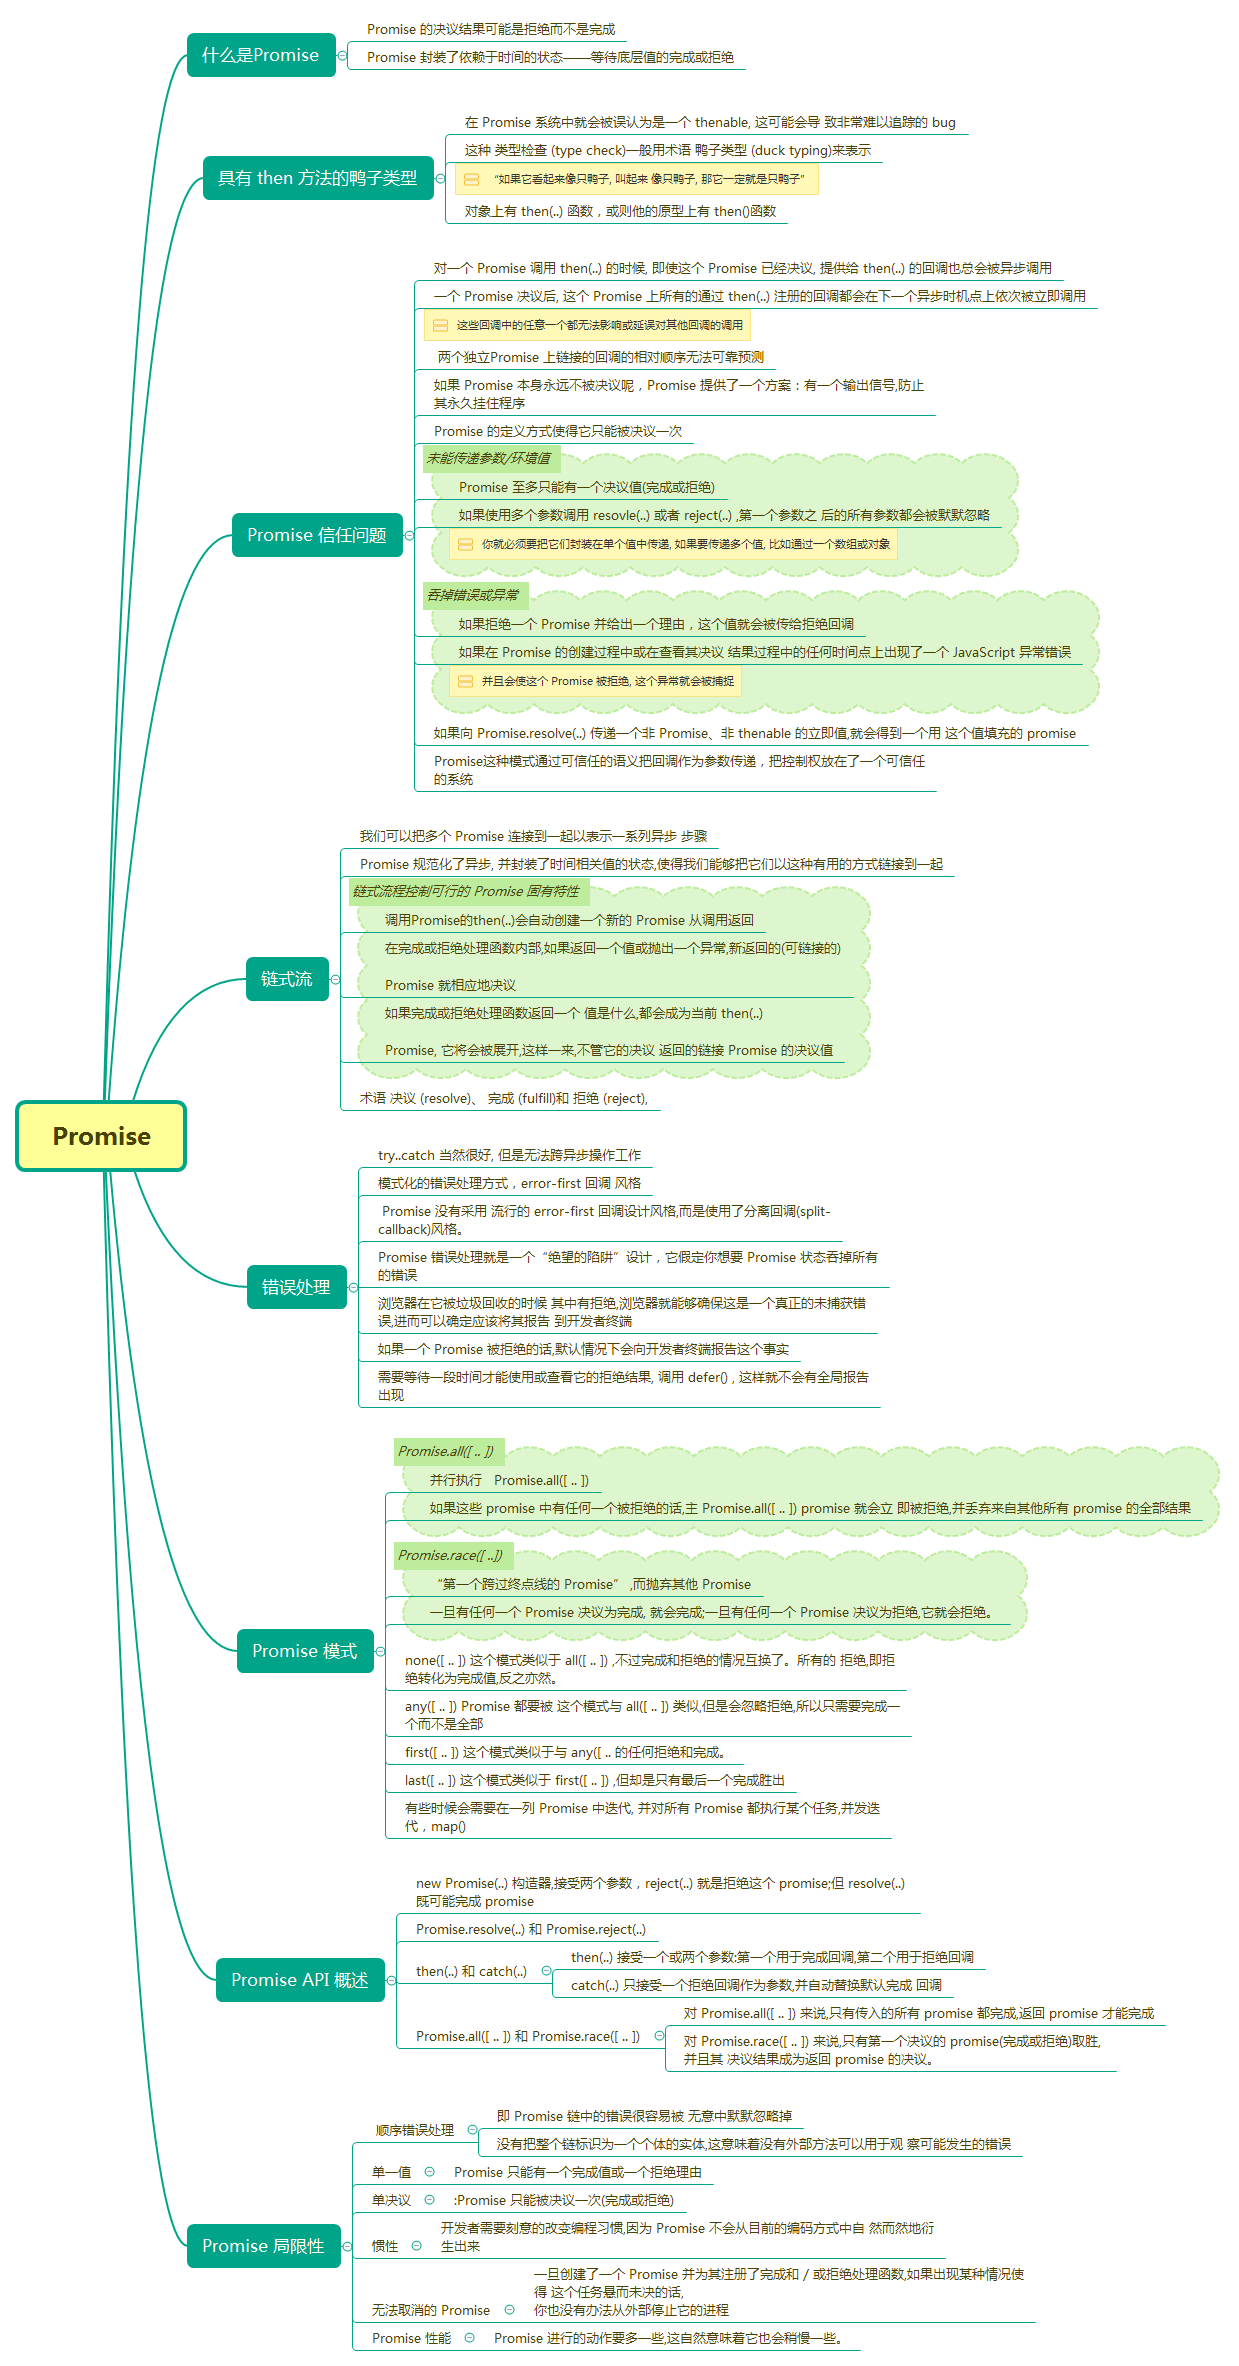 什么是Promise
Promise 的决议结果可能是拒绝而不是完成
Promise 封装了依赖于时间的状态——等待底层值的完成或拒绝
具有 then 方法的鸭子类型
在 Promise 系统中就会被误认为是一个 thenable, 这可能会导 致非常难以追踪的 bug
这种 类型检查 (type check)一般用术语 鸭子类型 (duck typing)来表示
“如果它看起来像只鸭子, 叫起来 像只鸭子, 那它一定就是只鸭子”
对象上有 then(..) 函数，或则他的原型上有 then()函数
Promise 信任问题
对一个 Promise 调用 then(..) 的时候, 即使这个 Promise 已经决议, 提供给 then(..) 的回调也总会被异步调用
一个 Promise 决议后, 这个 Promise 上所有的通过 then(..) 注册的回调都会在下一个异步时机点上依次被立即调用
这些回调中的任意一个都无法影响或延误对其他回调的调用
两个独立Promise 上链接的回调的相对顺序无法可靠预测
如果 Promise 本身永远不被决议呢，Promise 提供了一个方案：有一个输出信号,防止
其永久挂住程序
Promise 的定义方式使得它只能被决议一次
未能传递参数/环境值
Promise 至多只能有一个决议值(完成或拒绝)
如果使用多个参数调用 resovle(..) 或者 reject(..) ,第一个参数之 后的所有参数都会被默默忽略
你就必须要把它们封装在单个值中传递, 如果要传递多个值, 比如通过一个数组或对象
吞掉错误或异常
如果拒绝一个 Promise 并给出一个理由，这个值就会被传给拒绝回调
如果在 Promise 的创建过程中或在查看其决议 结果过程中的任何时间点上出现了一个 JavaScript 异常错误
并且会使这个 Promise 被拒绝, 这个异常就会被捕捉
如果向 Promise.resolve(..) 传递一个非 Promise、非 thenable 的立即值,就会得到一个用 这个值填充的 promise
Promise这种模式通过可信任的语义把回调作为参数传递，把控制权放在了一个可信任
的系统
链式流
我们可以把多个 Promise 连接到一起以表示一系列异步 步骤
Promise 规范化了异步, 并封装了时间相关值的状态,使得我们能够把它们以这种有用的方式链接到一起
链式流程控制可行的 Promise 固有特性
调用Promise的then(..)会自动创建一个新的 Promise 从调用返回
在完成或拒绝处理函数内部,如果返回一个值或抛出一个异常,新返回的(可链接的)
Promise 就相应地决议
如果完成或拒绝处理函数返回一个 值是什么,都会成为当前 then(..)
Promise, 它将会被展开,这样一来,不管它的决议 返回的链接 Promise 的决议值
术语 决议 (resolve)、 完成 (fulfill)和 拒绝 (reject),
Promise
错误处理
try..catch 当然很好, 但是无法跨异步操作工作
模式化的错误处理方式，error-first 回调 风格
Promise 没有采用 流行的 error-first 回调设计风格,而是使用了分离回调(split-
callback)风格。
Promise 错误处理就是一个“绝望的陷阱”设计，它假定你想要 Promise 状态吞掉所有
的错误
浏览器在它被垃圾回收的时候 其中有拒绝,浏览器就能够确保这是一个真正的未捕获错
误,进而可以确定应该将其报告 到开发者终端
如果一个 Promise 被拒绝的话,默认情况下会向开发者终端报告这个事实
需要等待一段时间才能使用或查看它的拒绝结果, 调用 defer() , 这样就不会有全局报告
出现
Promise 模式
Promise.all([ .. ])
并行执行　Promise.all([ .. ])
如果这些 promise 中有任何一个被拒绝的话,主 Promise.all([ .. ]) promise 就会立 即被拒绝,并丢弃来自其他所有 promise 的全部结果
Promise.race([ ..])
“第一个跨过终点线的 Promise” ,而抛弃其他 Promise
一旦有任何一个 Promise 决议为完成, 就会完成;一旦有任何一个 Promise 决议为拒绝,它就会拒绝。
none([ .. ]) 这个模式类似于 all([ .. ]) ,不过完成和拒绝的情况互换了。所有的 拒绝,即拒
绝转化为完成值,反之亦然。
any([ .. ]) Promise 都要被 这个模式与 all([ .. ]) 类似,但是会忽略拒绝,所以只需要完成一
个而不是全部
first([ .. ]) 这个模式类似于与 any([ .. 的任何拒绝和完成。
last([ .. ]) 这个模式类似于 first([ .. ]) ,但却是只有最后一个完成胜出
有些时候会需要在一列 Promise 中迭代, 并对所有 Promise 都执行某个任务,并发迭
代，map()
Promise API 概述
new Promise(..) 构造器,接受两个参数，reject(..) 就是拒绝这个 promise;但 resolve(..)
既可能完成 promise
Promise.resolve(..) 和 Promise.reject(..)
then(..) 和 catch(..)
then(..) 接受一个或两个参数:第一个用于完成回调,第二个用于拒绝回调
catch(..) 只接受一个拒绝回调作为参数,并自动替换默认完成 回调
Promise.all([ .. ]) 和 Promise.race([ .. ])
对 Promise.all([ .. ]) 来说,只有传入的所有 promise 都完成,返回 promise 才能完成
对 Promise.race([ .. ]) 来说,只有第一个决议的 promise(完成或拒绝)取胜,
并且其 决议结果成为返回 promise 的决议。
Promise 局限性
顺序错误处理
即 Promise 链中的错误很容易被 无意中默默忽略掉
没有把整个链标识为一个个体的实体,这意味着没有外部方法可以用于观 察可能发生的错误
单一值
Promise 只能有一个完成值或一个拒绝理由
单决议
:Promise 只能被决议一次(完成或拒绝)
惯性
开发者需要刻意的改变编程习惯,因为 Promise 不会从目前的编码方式中自 然而然地衍
生出来
无法取消的 Promise
一旦创建了一个 Promise 并为其注册了完成和 / 或拒绝处理函数,如果出现某种情况使
得 这个任务悬而未决的话,
你也没有办法从外部停止它的进程
Promise 性能
Promise 进行的动作要多一些,这自然意味着它也会稍慢一些。